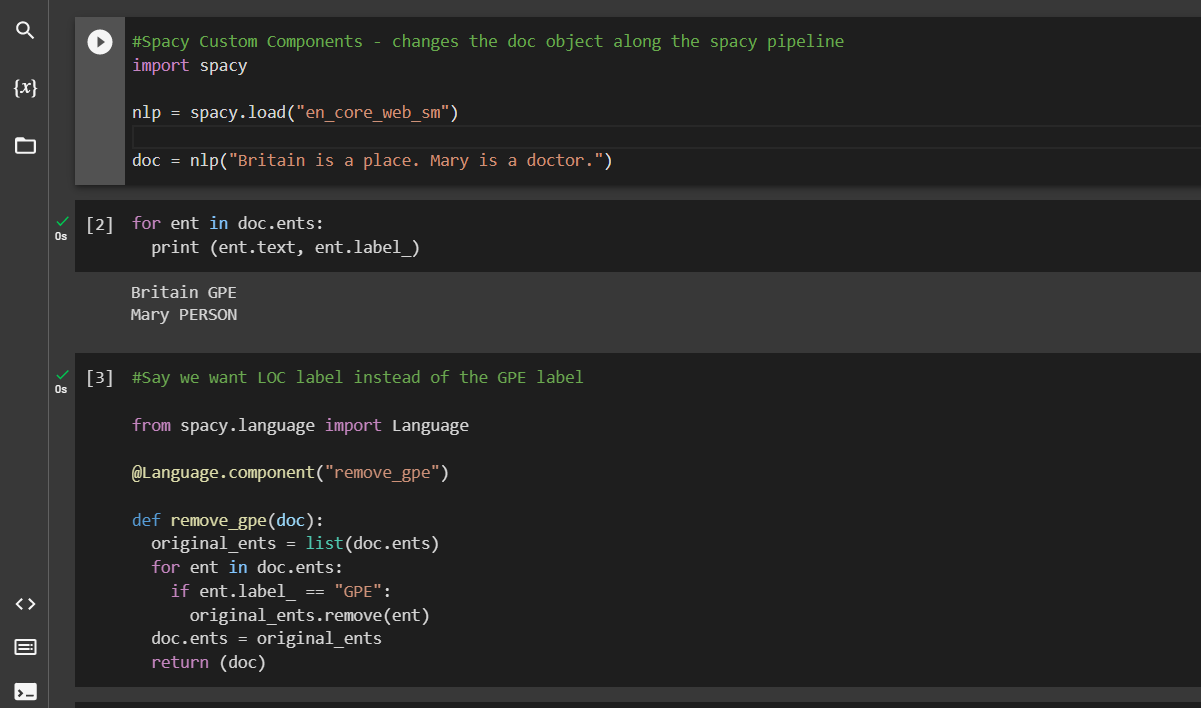 #Spacy Custom Components - changes the doc object along the spacy pipeline
import spacy
nlp = spacy.load("en_core_web_sm")
doc = nlp("Britain is a place. Mary is a doctor.")
0s
[2]
for ent in doc.ents:
print (ent.text, ent.label_)
Britain GPE
Mary PERSON
0s
[3]
#Say we want LOC label instead of the GPE label
from spacy.language import Language
@Language.component("remove_gpe")
def remove_gpe(doc):
original_ents = list(doc.ents)
for ent in doc.ents:
if ent.label_ == "GPE":
original_ents.remove(ent)
doc.ents = original_ents
return (doc)
{x}